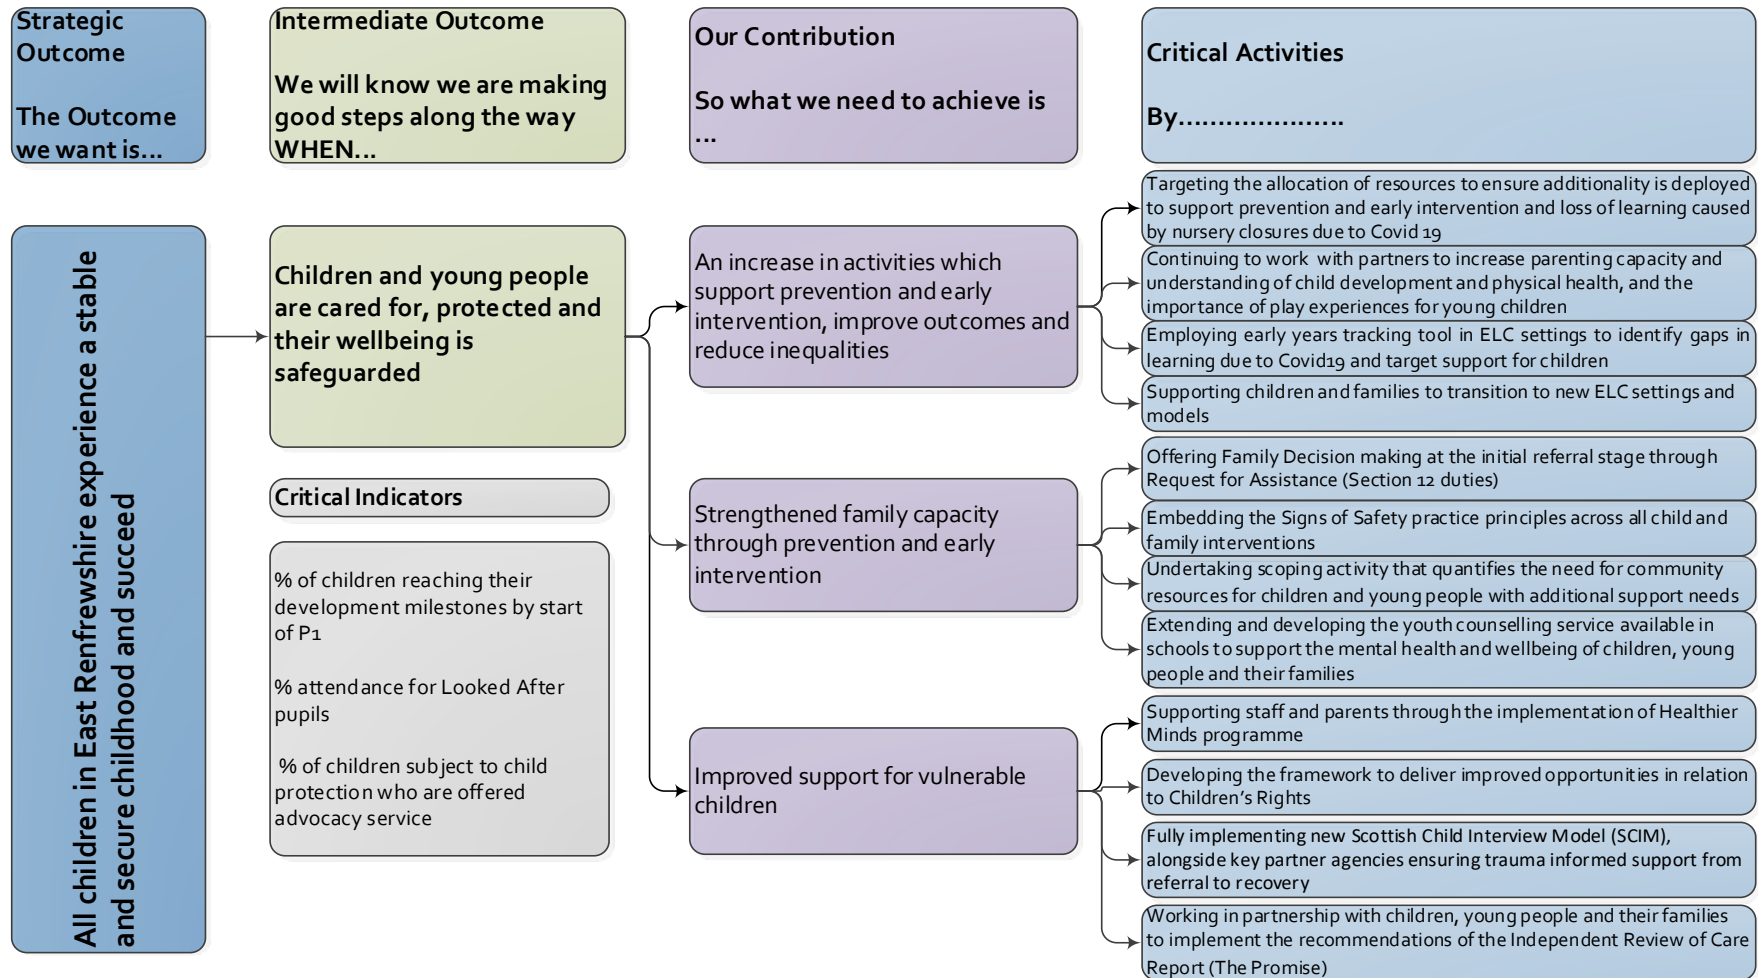 Strategic
Outcome
The Outcome
we want is...
Intermediate Outcome
We will know we are making
good steps along the way
WHEN...
Our Contribution
So what we need to achieve is
...
Critical Activities
By....................
All children in East Renfrewshire experience a stable
and secure childhood and succeed
Children and young people
are cared for, protected and
their wellbeing is
safeguarded
Critical Indicators
% of children reaching their
development milestones by start
of P1
% attendance for Looked After
pupils
% of children subject to child
protection who are offered
advocacy service
An increase in activities which
support prevention and early
intervention, improve outcomes and
reduce inequalities
Targeting the allocation of resources to ensure additionality is deployed
to support prevention and early intervention and loss of learning caused
by nursery closures due to Covid 19
Continuing to work with partners to increase parenting capacity and
understanding of child development and physical health, and the
importance of play experiences for young children
Employing early years tracking tool in ELC settings to identify gaps in
learning due to Covid19 and target support for children
Supporting children and families to transition to new ELC settings and
models
Strengthened family capacity
through prevention and early
intervention
Offering Family Decision making at the initial referral stage through
Request for Assistance (Section 12 duties)
Embedding the Signs of Safety practice principles across all child and
family interventions
Undertaking scoping activity that quantifies the need for community
resources for children and young people with additional support needs
Extending and developing the youth counselling service available in
schools to support the mental health and wellbeing of children, young
people and their families
Improved support for vulnerable
children
Supporting staff and parents through the implementation of Healthier
Minds programme
Developing the framework to deliver improved opportunities in relation
to Children's Rights
Fully implementing new Scottish Child Interview Model (SCIM),
alongside key partner agencies ensuring trauma informed support from
referral to recovery
Working in partnership with children, young people and their families
to implement the recommendations of the Independent Review of Care
Report (The Promise)